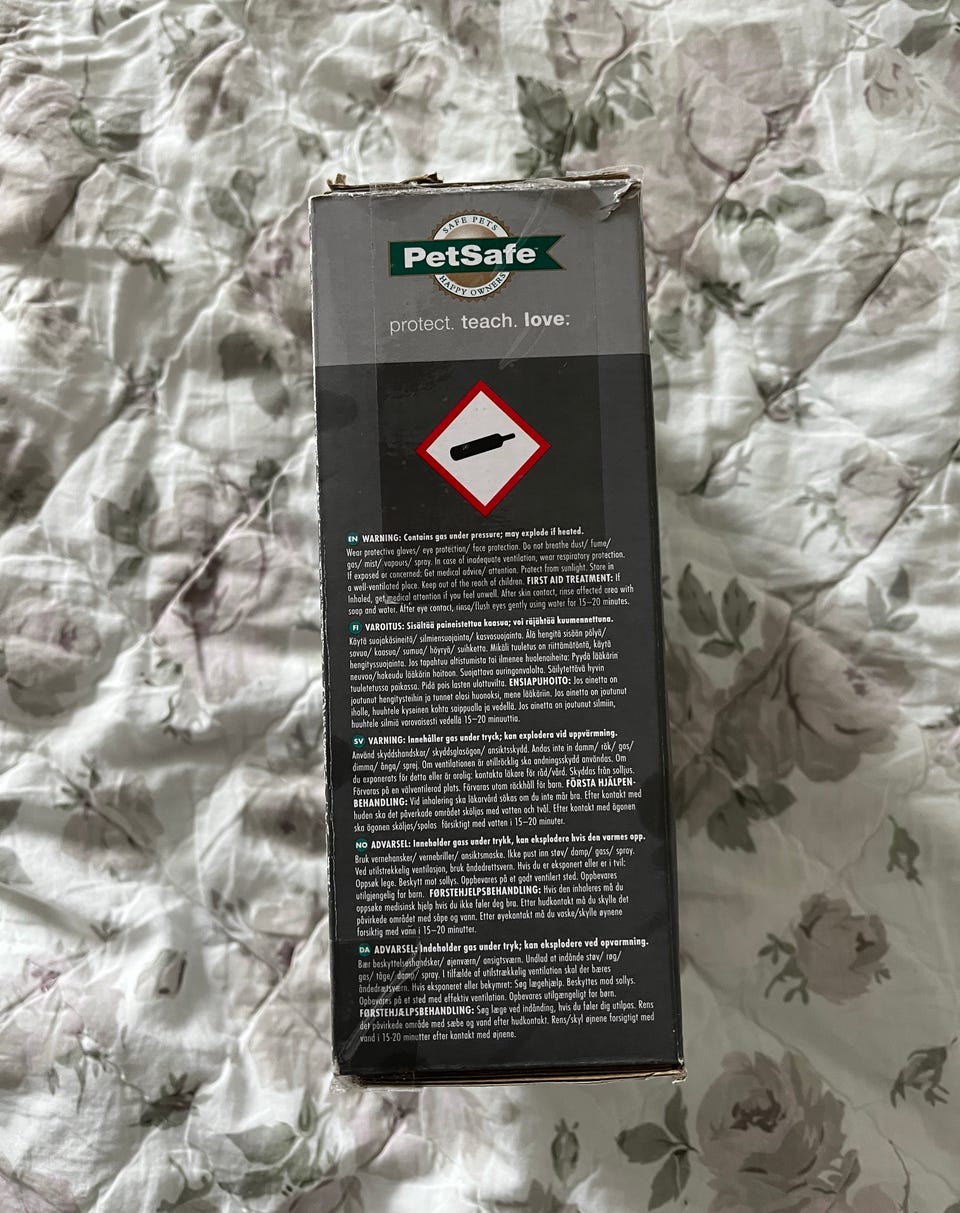 SAFE PETS
PetSafe™
HAPPY OWNERS
protect. teach. love.™
EN WARNING: Contains gas under pressure; may explode if heated.
Wear protective gloves/ eye protection/ face protection. Do not breathe dust/ fume/
gas/ mist/ vapours/ spray. In case of inadequate ventilation, wear respiratory protection.
If exposed or concerned: Get medical advice/ attention. Protect from sunlight. Store in
a well-ventilated place. Keep out of the reach of children. FIRST AID TREATMENT: If
Inhaled, get medical attention if you feel unwell. After skin contact, rinse affected area with
soap and water. After eye contact, rinse/flush eyes gently using water for 15–20 minutes.
FI VAROITUS: Sisältää paineistettua kaasua; voi räjähtää kuumennettuna.
Käytä suojakäsineitä/ silmiensuojainta/ kasvosuojainta. Älä hengitä sisään pölyä/
savua/ kaasua/ sumua/ höyryä/ suihketta. Mikäli tuuletus on riittämätöntä, käytä
hengityssuojainta. Jos tapahtuu altistumista tai ilmenee huolenaiheita: Pyydä lääkärin
neuvoa/hakeudu lääkärin hoitoon. Suojattava auringonvalolta. Säilytettävä hyvin
tuuletetussa paikassa. Pidä pois lasten ulottuvilta. ENSIAPUHOITO: Jos ainetta on
joutunut hengitysteihin ja tunnet olosi huonoksi, mene lääkäriin. Jos ainetta on joutunut
iholle, huuhtele kyseinen kohta saippualla ja vedellä. Jos ainetta on joutunut silmiin,
huuhtele silmiä varovaisesti vedellä 15–20 minuuttia.
SV VARNING: Innehåller gas under tryck; kan explodera vid uppvärmning.
Använd skyddshandskar/ skyddsglasögon/ ansiktsskydd. Andas inte in damm/ rök/ gas/
dimma/ ånga/ sprej. Om ventilationen är otillräcklig ska andningsskydd användas. Om
du exponerats för detta eller är orolig: kontakta läkare för råd/vård. Skyddas från solljus.
Förvaras på en välventilerad plats. Förvaras utom räckhåll för barn. FÖRSTA HJÄLPEN-
BEHANDLING: Vid inhalering ska läkarvård sökas om du inte mår bra. Efter kontakt med
huden ska det påverkade området sköljas med vatten och tvål. Efter kontakt med ögonen
ska ögonen sköljas/spolas försiktigt med vatten i 15–20 minuter.
NO ADVARSEL: Inneholder gass under trykk, kan eksplodere hvis den varmes opp.
Bruk vernehansker/ vernebriller/ ansiktsmaske. Ikke pust inn støv/ damp/ gass/ spray.
Ved utilstrekkelig ventilasjon, bruk åndedrettsvern. Hvis du er eksponert eller er i tvil:
Oppsøk lege. Beskytt mot sollys. Oppbevares på et godt ventilert sted. Oppbevares
utilgjengelig for barn. FØRSTEHJELPSBEHANDLING: Hvis den inholeres må du
oppsøke medisinsk hjelp hvis du ikke føler deg bra. Etter hudkontakt må du skylle det
påvirkede området med såpe og vann. Etter øyekontakt må du vaske/skylle øynene
forsiktig med vann i 15–20 minutter.
DA ADVARSEL: Indeholder gas under tryk; kan eksplodere ved opvarmning.
Bær beskyttelseshandsker/ øjenværn/ ansigtsværn. Undlad at indånde støv/ røg/
gas/ tåge/ damp/ spray. I tilfælde af utilstrækkelig ventilation skal der bæres
åndedrætsværn. Hvis eksponeret eller bekymret: Søg lægehjælp. Beskyttes mod sollys.
Opbevares på et sted med effektiv ventilation. Opbevares utilgængeligt for børn.
FØRSTEHJELPSBEHANDLING: Søg læge ved indånding, hvis du føler dig utilpas. Rens
det påvirkede område med sæbe og vand efter hudkontakt. Rens/skyl øjnene forsigtigt med
vand i 15-20 minutter efter kontakt med øjnene.